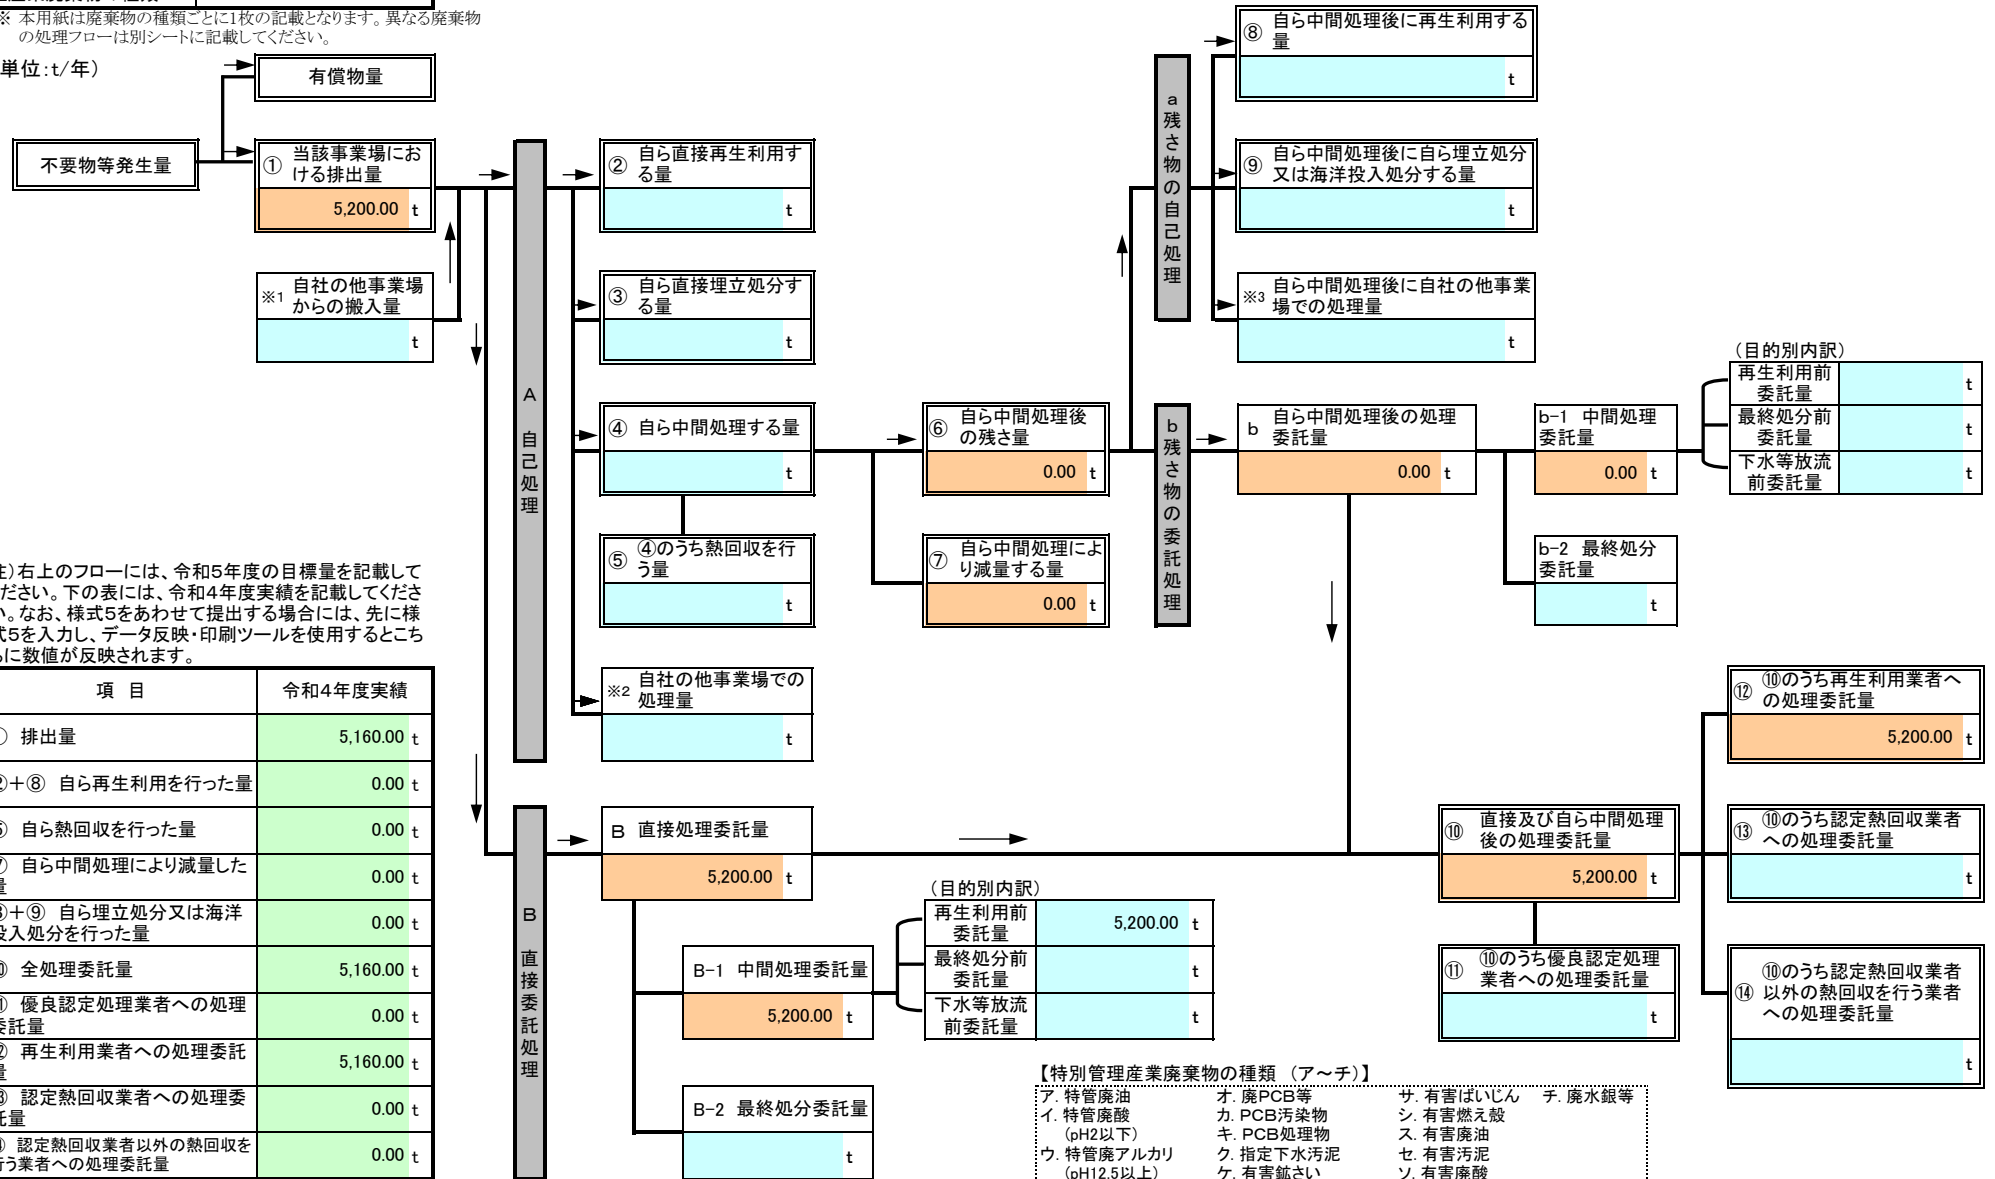 ※ 本用紙は廃棄物の種類ごとに1枚の記載となります。異なる廃棄物
の処理フローは別シートに記載してください。
単位:t/年)
有償物量
不要物等発生量
① 当該事業場にお
ける排出量
5,200.00 t
※1 自社の他事業場
からの搬入量
t
A 自己処理
② 自ら直接再生利用す
る量
t
③ 自ら直接埋立処分す
る量
t
④ 自ら中間処理する量
t
⑤ ④のうち熱回収を行
う量
t
※2 自社の他事業場での
処理量
t
⑥ 自ら中間処理後
の残さ量
0.00 t
⑦ 自ら中間処理によ
り減量する量
0.00 t
a 残さ物の自己処理
⑧ 自ら中間処理後に再生利用する
量
t
⑨ 自ら中間処理後に自ら埋立処分
又は海洋投入処分する量
t
※3 自ら中間処理後に自社の他事業
場での処理量
t
b 残さ物の委託処理
b 自ら中間処理後の処理
委託量
0.00 t
b-1 中間処理
委託量
0.00 t
b-2 最終処分
委託量
t
(目的別内訳)
再生利用前
委託量
t
最終処分前
委託量
t
下水等放流
前委託量
t
注)右上のフローには、令和5年度の目標量を記載して
ください。下の表には、令和4年度実績を記載してくださ
い。なお、様式5をあわせて提出する場合には、先に様
式5を入力し、データ反映・印刷ツールを使用するとこち
らに数値が反映されます。
項 目 令和4年度実績
① 排出量 5,160.00 t
②+⑧ 自ら再生利用を行った量 0.00 t
⑤ 自ら熱回収を行った量 0.00 t
⑦ 自ら中間処理により減量した
量 0.00 t
③+⑨ 自ら埋立処分又は海洋
投入処分を行った量 0.00 t
⑩ 全処理委託量 5,160.00 t
⑪ 優良認定処理業者への処理
委託量 0.00 t
⑫ 再生利用業者への処理委託
量 5,160.00 t
⑬ 認定熱回収業者への処理委
託量 0.00 t
⑭ 認定熱回収業者以外の熱回収を
行う業者への処理委託量 0.00 t
B 直接委託処理
B 直接処理委託量
5,200.00 t
B-1 中間処理委託量
5,200.00 t
B-2 最終処分委託量
t
(目的別内訳)
再生利用前
委託量
5,200.00 t
最終処分前
委託量
t
下水等放流
前委託量
t
⑩ 直接及び自ら中間処理
後の処理委託量
5,200.00 t
⑪ ⑩のうち優良認定処理
業者への処理委託量
t
⑫ ⑩のうち再生利用業者へ
の処理委託量
5,200.00 t
⑬ ⑩のうち認定熱回収業者
への処理委託量
t
⑭ ⑩のうち認定熱回収業者
以外の熱回収を行う業者
への処理委託量
t
【特別管理産業廃棄物の種類 (ア～チ)】
ア. 特管廃油 オ. 廃PCB等 サ. 有害ばいじん チ. 廃水銀等
イ. 特管廃酸 カ. PCB汚染物 シ. 有害燃え殻
(pH2以下) キ. PCB処理物 ス. 有害廃油
ウ. 特管廃アルカリ ク. 指定下水汚泥 セ. 有害汚泥
(pH12.5以上) ケ. 有害鉱さい ソ. 有害廃酸